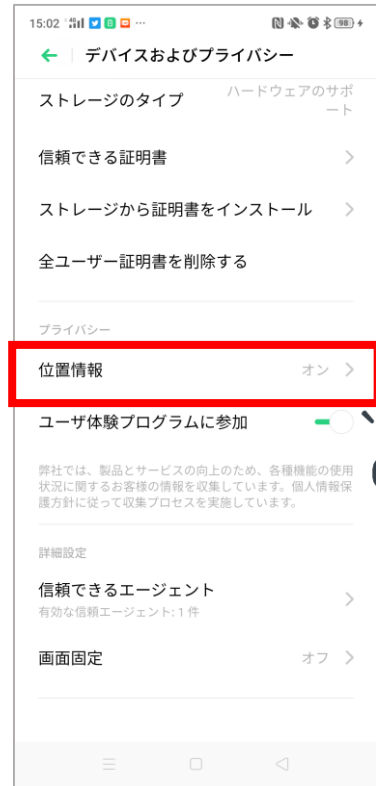 15:02 4G 98
デバイスおよびプライバシー
ストレージのタイプ ハードウェアのサポ
ート
信頼できる証明書
ストレージから証明書をインストール
全ユーザー証明書を削除する
プライバシー
位置情報 オン
ユーザ体験プログラムに参加
弊社では、製品とサービスの向上のため、各種機能の使用
状況に関するお客様の情報を収集しています。個人情報保
護方針に従って収集プロセスを実施しています。
詳細設定
信頼できるエージェント
有効な信頼エージェント: 1 件
画面固定 オフ